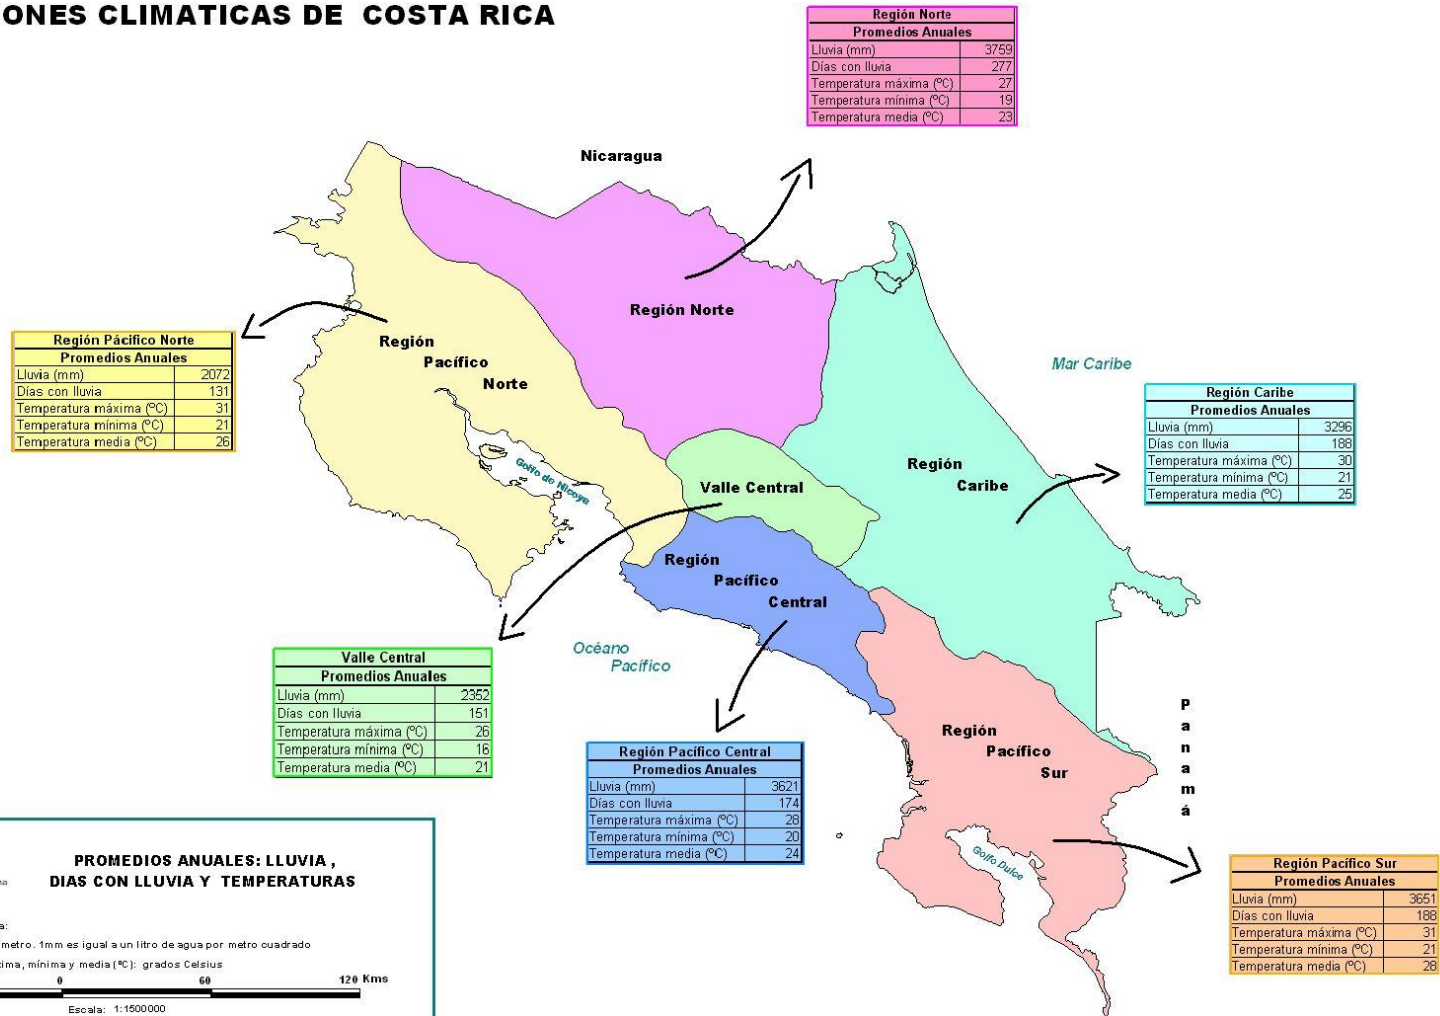 ONES CLIMATICAS DE COSTA RICA
Región Norte
Promedios Anuales
Lluvia (mm) 3759
Días con lluvia 277
Temperatura máxima (ºC) 27
Temperatura mínima (ºC) 19
Temperatura media (ºC) 23
Nicaragua
Región Norte
Región
Pacífico
Norte
Región Pácifico Norte
Promedios Anuales
Lluvia (mm) 2072
Días con lluvia 131
Temperatura máxima (ºC) 31
Temperatura mínima (ºC) 21
Temperatura media (ºC) 26
Mar Caribe
Región Caribe
Promedios Anuales
Lluvia (mm) 3296
Días con lluvia 188
Temperatura máxima (ºC) 30
Temperatura mínima (ºC) 21
Temperatura media (ºC) 25
Golfo de Nicoya
Valle Central
Región
Caribe
Región
Pacífico
Central
Océano
Pacífico
Valle Central
Promedios Anuales
Lluvia (mm) 2352
Días con lluvia 151
Temperatura máxima (ºC) 26
Temperatura mínima (ºC) 16
Temperatura media (ºC) 21
Región Pacífico Central
Promedios Anuales
Lluvia (mm) 3621
Días con lluvia 174
Temperatura máxima (ºC) 28
Temperatura mínima (ºC) 20
Temperatura media (ºC) 24
Región
Pacífico
Sur
Panamá
Golfo Dulce
Región Pacífico Sur
Promedios Anuales
Lluvia (mm) 3651
Días con lluvia 188
Temperatura máxima (ºC) 31
Temperatura mínima (ºC) 21
Temperatura media (ºC) 28
PROMEDIOS ANUALES: LLUVIA ,
DIAS CON LLUVIA Y TEMPERATURAS
a:
metro. 1mm es igual a un litro de agua por metro cuadrado
ima, mínima y media (ºC): grados Celsius
0 60 120 Kms
Escala: 1:1500000